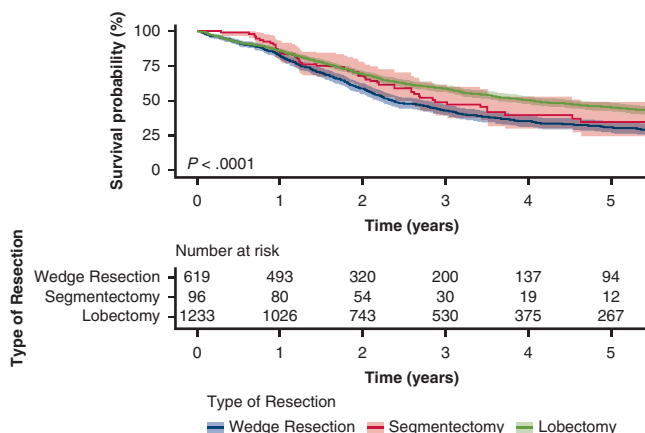 Survival probability (%)
100
75
50
25
0
P < .0001
0 1 2 3 4 5
Time (years)
Type of Resection
Number at risk
Wedge Resection 619 493 320 200 137 94
Segmentectomy 96 80 54 30 19 12
Lobectomy 1233 1026 743 530 375 267
0 1 2 3 4 5
Time (years)
Type of Resection
Wedge Resection Segmentectomy Lobectomy